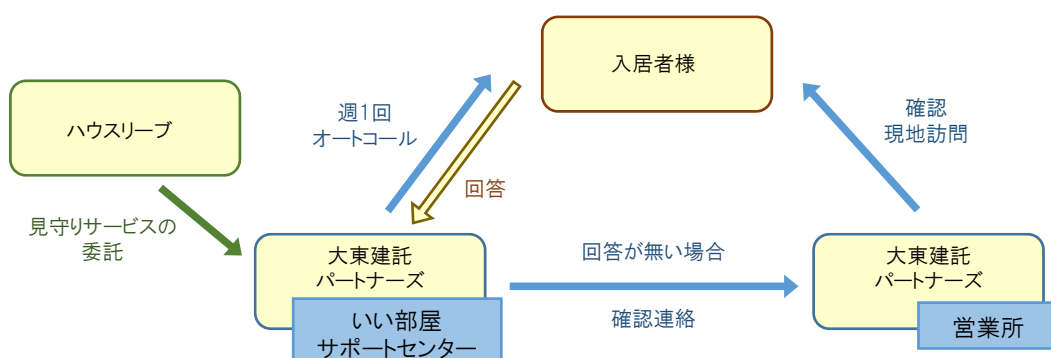 入居者様
ハウスリーブ
週1回
オートコール
確認
現地訪問
回答
見守りサービスの
委託
大東建託
パートナーズ
いい部屋
サポートセンター
回答が無い場合
確認連絡
大東建託
パートナーズ
営業所